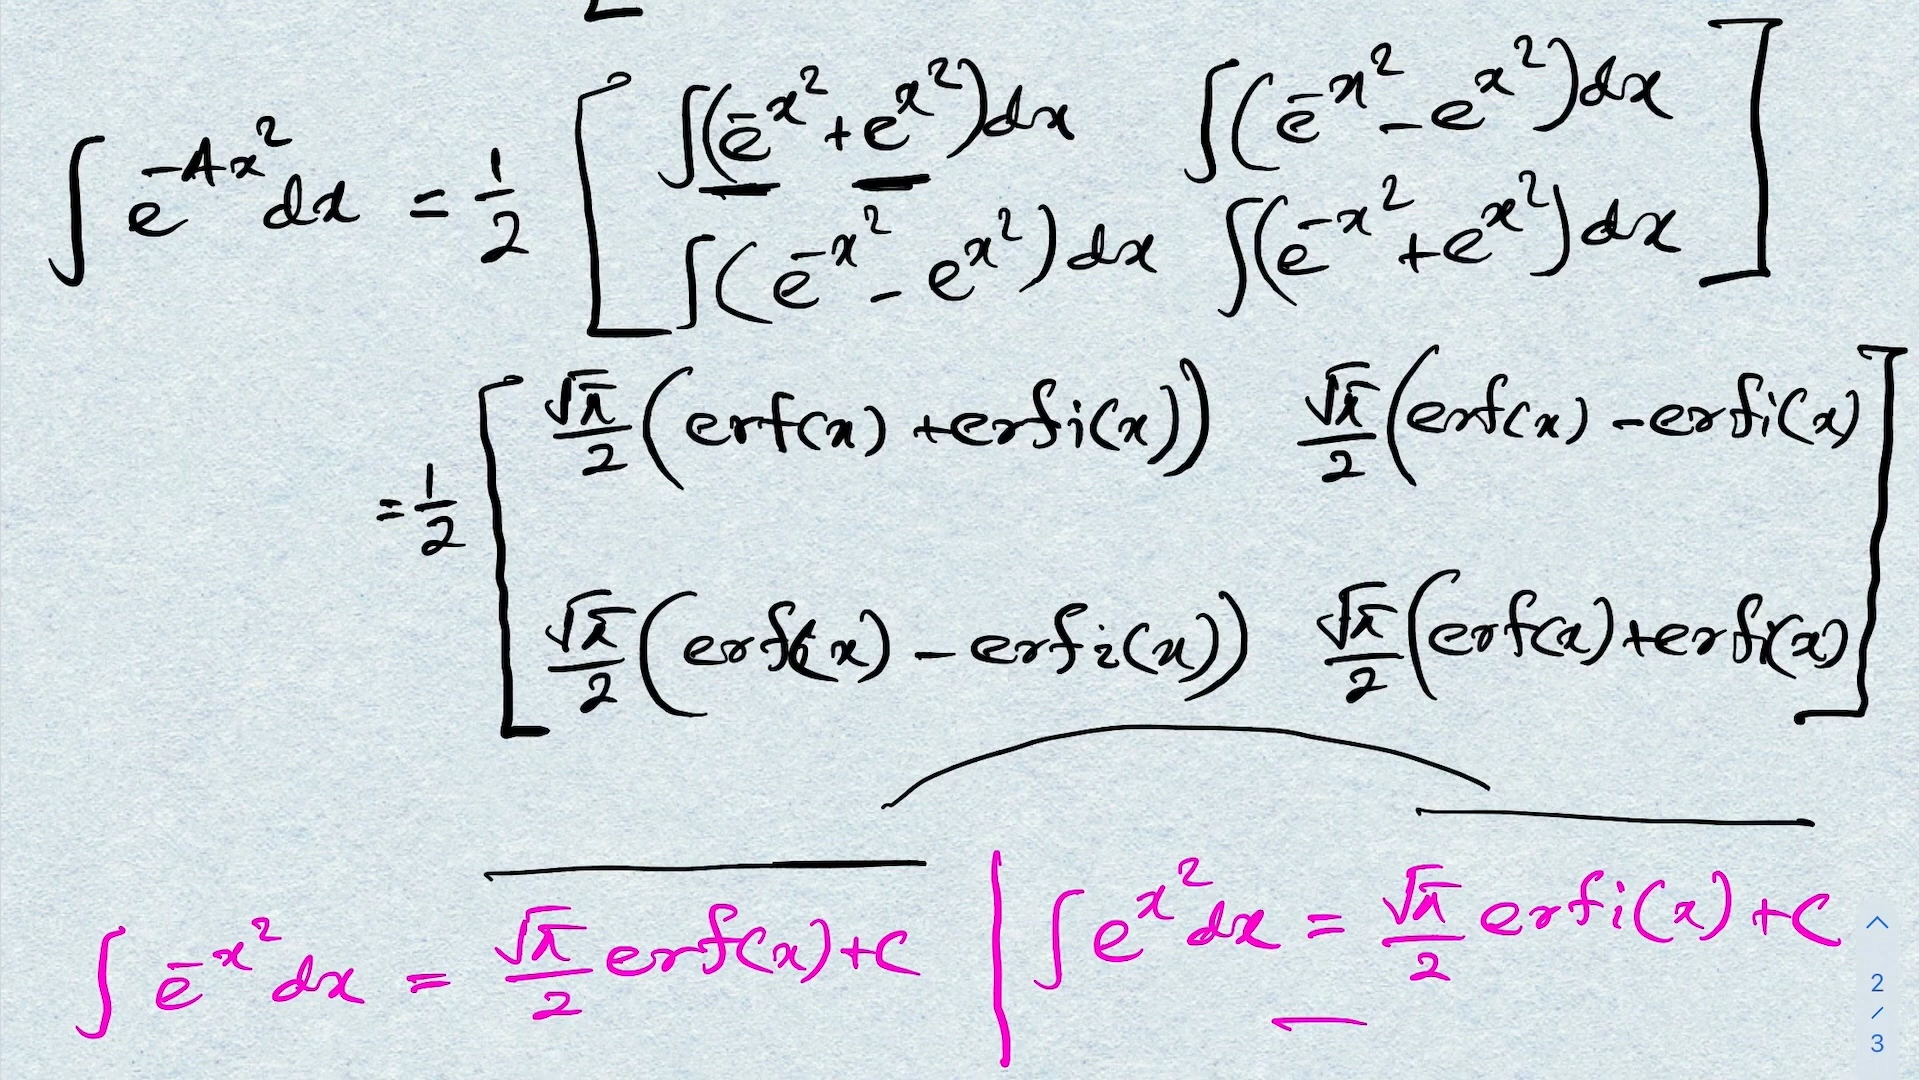 ∫ e^{-Ax²} dx = 1/2 [ ∫(e^{-x²} + e^{x²})dx   ∫(e^{-x²} - e^{x²})dx
∫(e^{-x²} - e^{x²})dx   ∫(e^{-x²} + e^{x²})dx ]
= 1/2 [ √π/2 (erf(x) + erfi(x))   √π/2 (erf(x) - erfi(x)
√π/2 (erf(x) - erfi(x))   √π/2 (erf(x) + erfi(x) ]
∫ e^{-x²} dx = √π/2 erf(x) + C | ∫ e^{x²} dx = √π/2 erfi(x) + C
2
/
3